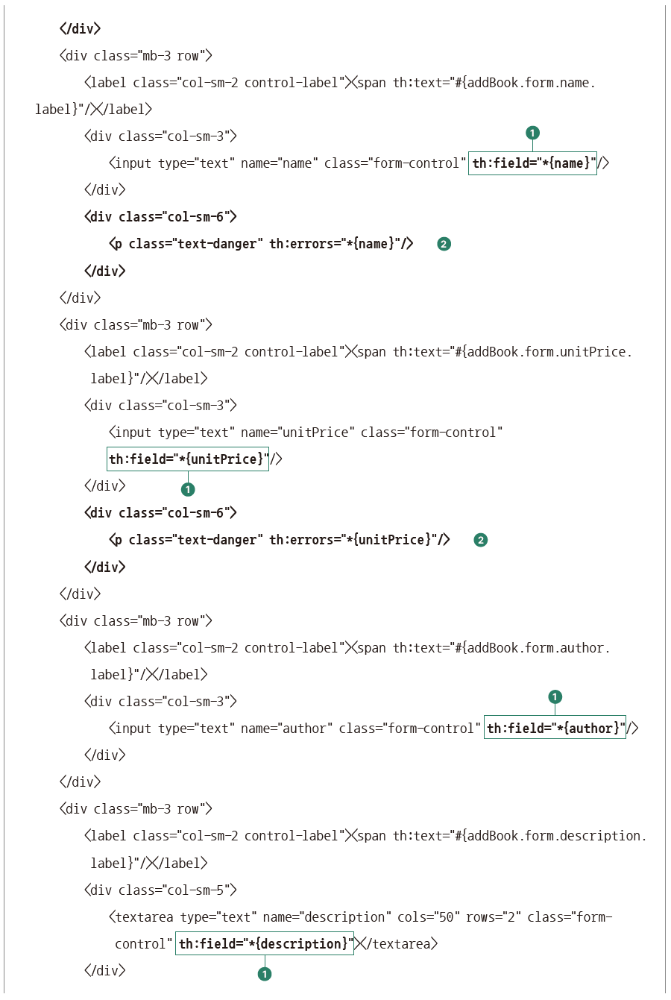 </div>
<div class="mb-3 row">
<label class="col-sm-2 control-label"><span th:text="#{addBook.form.name.
label}"/></label>
<div class="col-sm-3">
1
<input type="text" name="name" class="form-control" th:field="*{name}"/>
</div>
<div class="col-sm-6">
<p class="text-danger" th:errors="*{name}"/> 2
</div>
</div>
<div class="mb-3 row">
<label class="col-sm-2 control-label"><span th:text="#{addBook.form.unitPrice.
label}"/></label>
<div class="col-sm-3">
<input type="text" name="unitPrice" class="form-control"
th:field="*{unitPrice}"/>
</div>
1
<div class="col-sm-6">
<p class="text-danger" th:errors="*{unitPrice}"/> 2
</div>
</div>
<div class="mb-3 row">
<label class="col-sm-2 control-label"><span th:text="#{addBook.form.author.
label}"/></label>
<div class="col-sm-3">
1
<input type="text" name="author" class="form-control" th:field="*{author}"/>
</div>
</div>
<div class="mb-3 row">
<label class="col-sm-2 control-label"><span th:text="#{addBook.form.description.
label}"/></label>
<div class="col-sm-5">
<textarea type="text" name="description" cols="50" rows="2" class="form-
control" th:field="*{description}"></textarea>
</div>
1